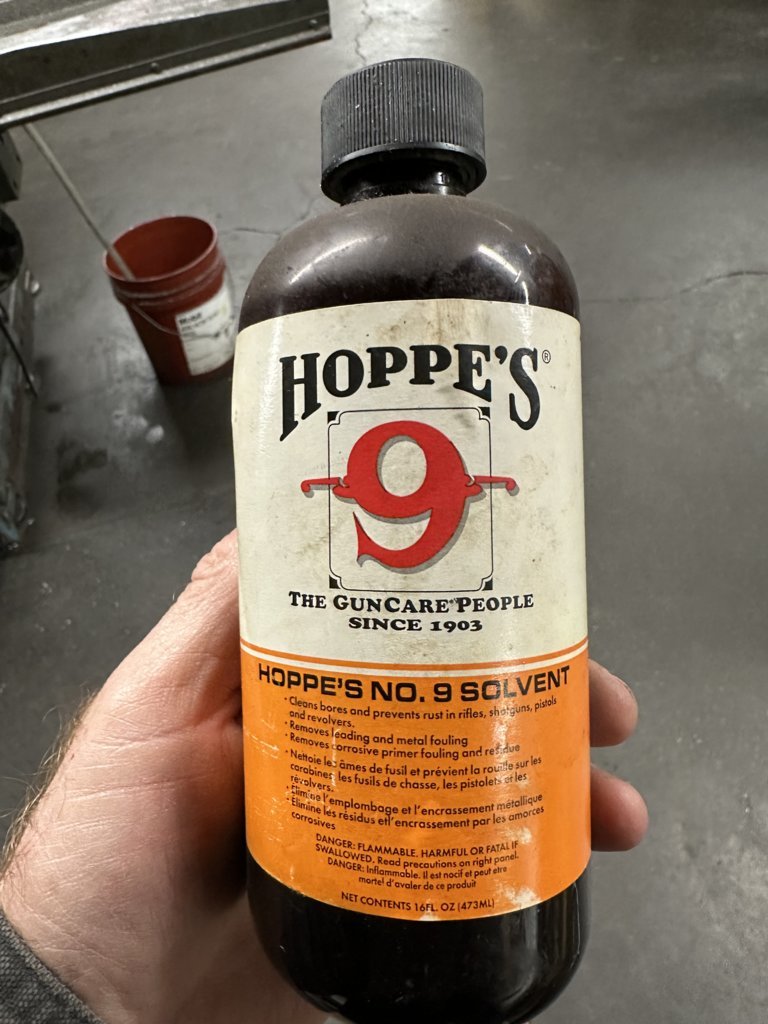 HOPPE'S®
9
THE GUNCARE® PEOPLE
SINCE 1903
HOPPE'S NO. 9 SOLVENT
· Cleans bores and prevents rust in rifles, shotguns, pistols
and revolvers.
· Removes leading and metal fouling
· Removes corrosive primer fouling and residue
· Nettoie les âmes de fusil et prévient la rouille sur les
carabines, les fusils de chasse, les pistolets et les
révolvers.
· Élimine l'emplombage et l'encrassement métallique
· Élimine les résidus et l'encrassement par les amorces
corrosives
DANGER: FLAMMABLE. HARMFUL OR FATAL IF
SWALLOWED. Read precautions on right panel.
DANGER: Inflammable. Il est nocif et peut etre
mortel d'avaler de ce produit
NET CONTENTS 16FL. OZ (473ML)
Mobil